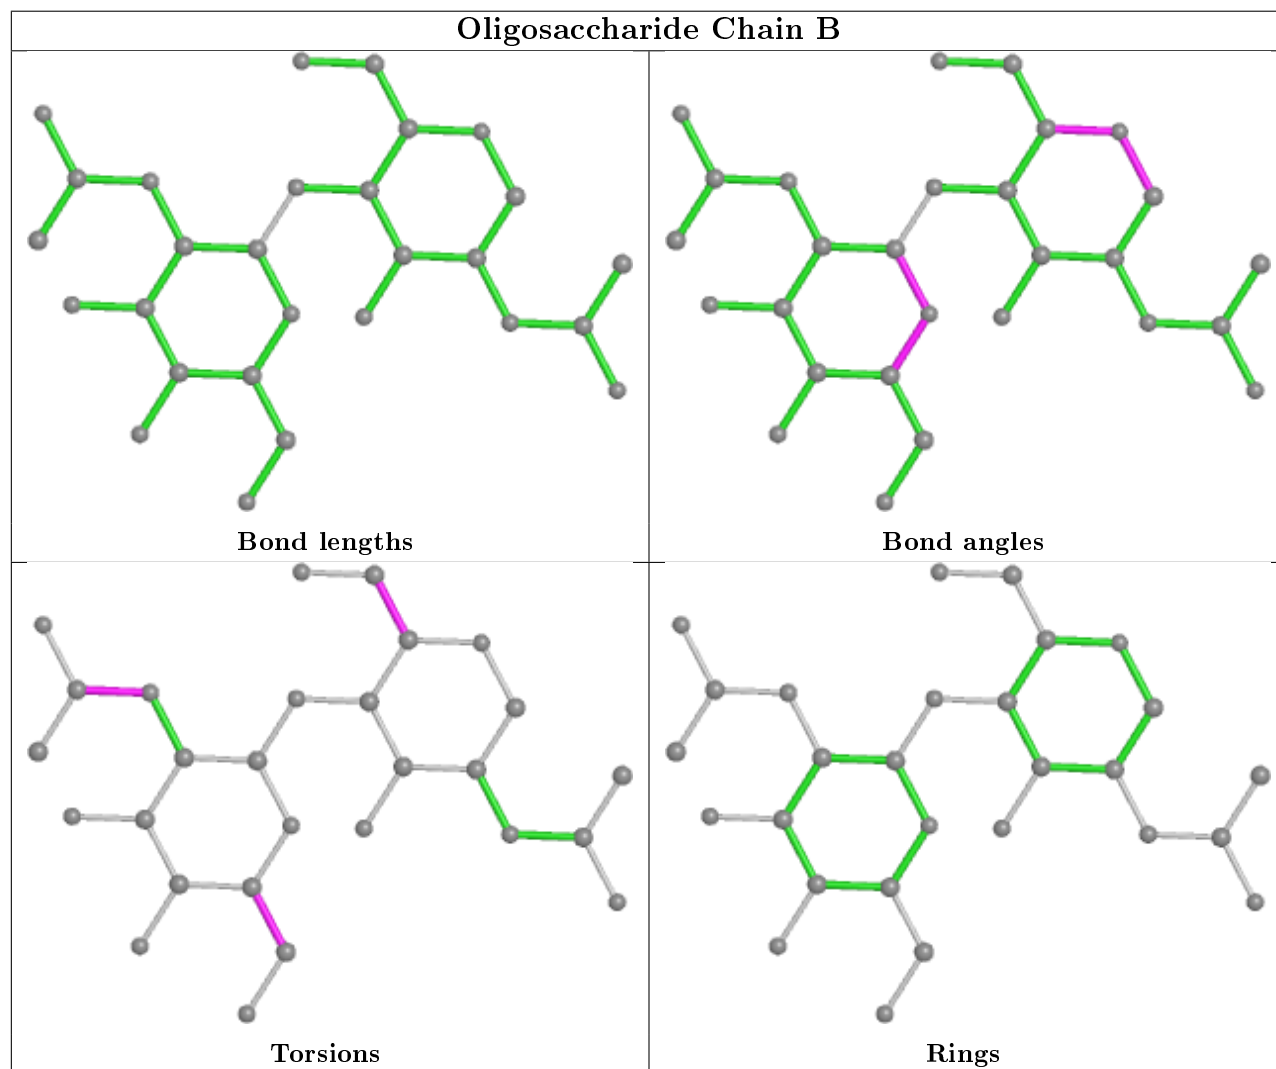 Oligosaccharide Chain B
Bond lengths
Bond angles
Torsions
Rings